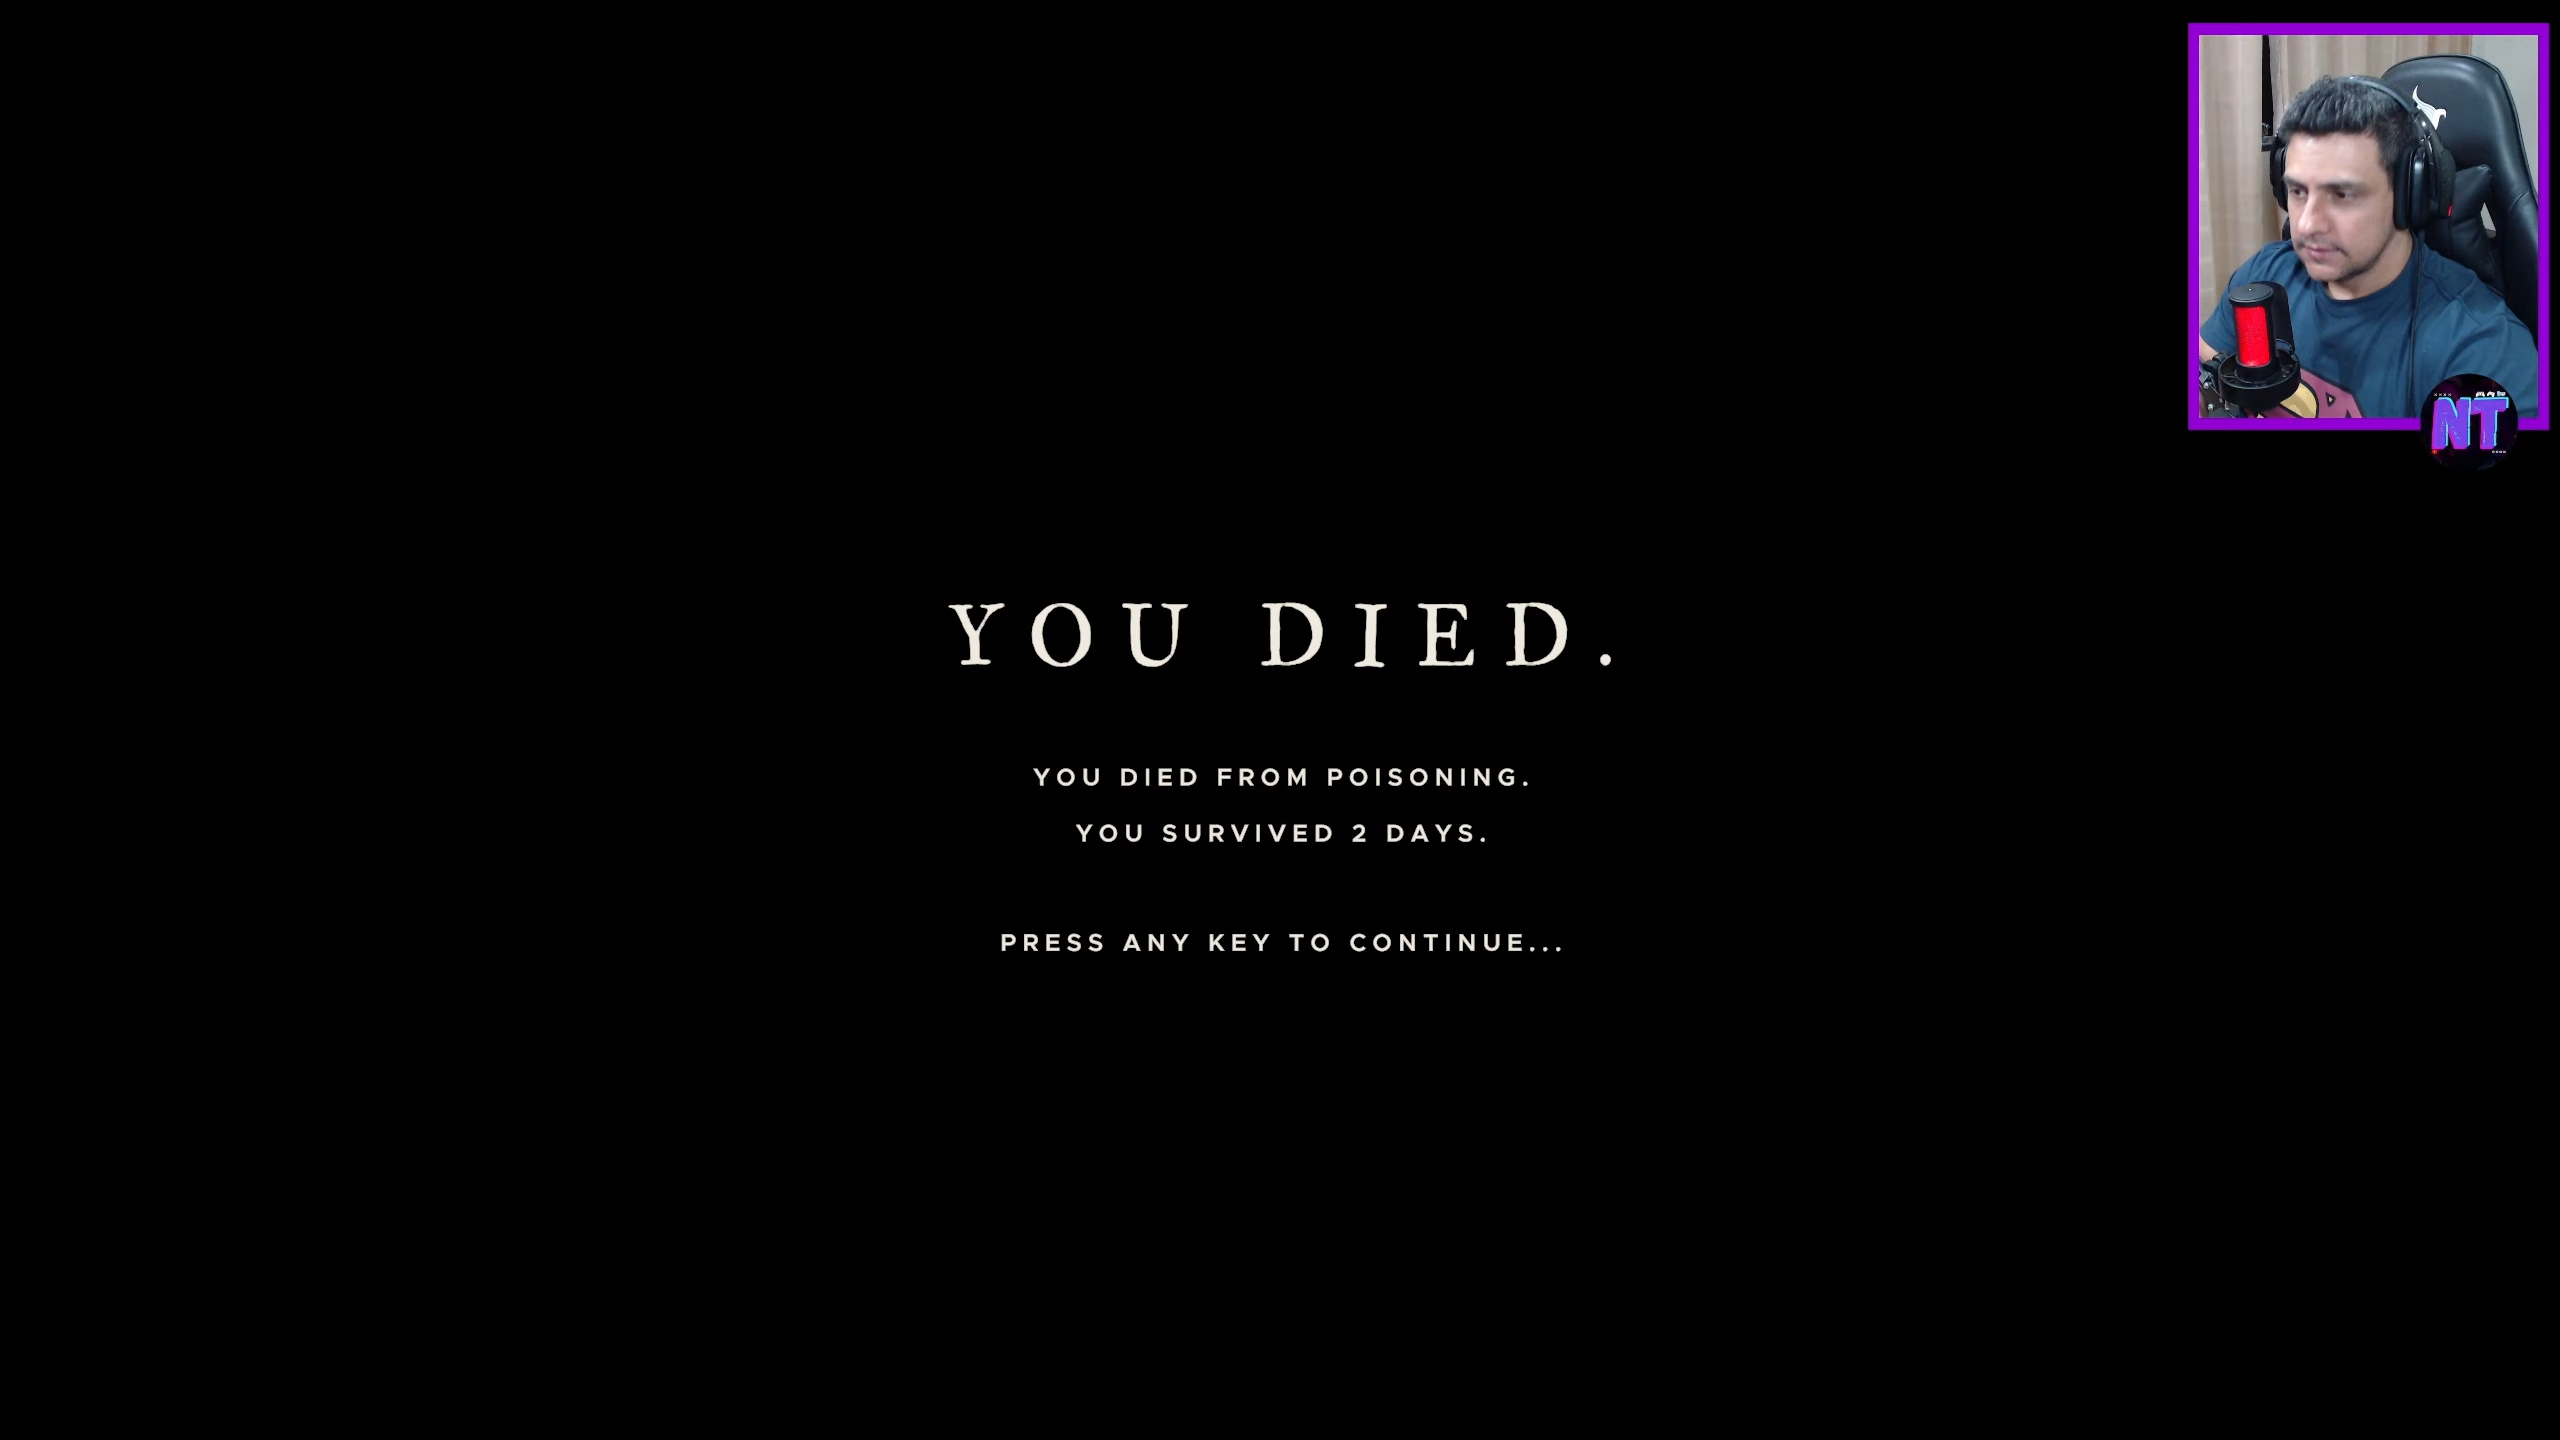 YOU DIED.
YOU DIED FROM POISONING.
YOU SURVIVED 2 DAYS.
PRESS ANY KEY TO CONTINUE...
NT